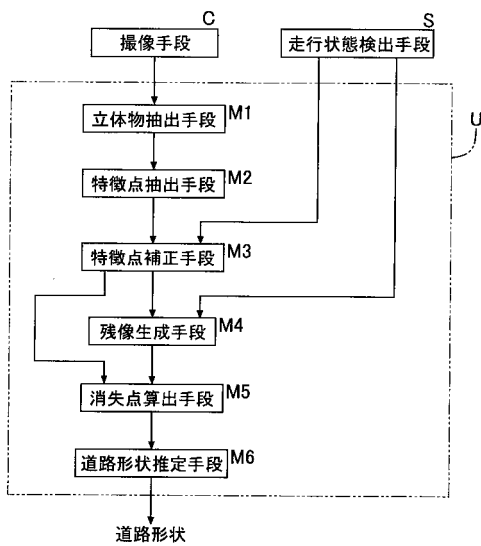 C
撮像手段
S
走行状態検出手段
U
立体物抽出手段
M1
特徴点抽出手段
M2
特徴点補正手段
M3
残像生成手段
M4
消失点算出手段
M5
道路形状推定手段
M6
道路形状